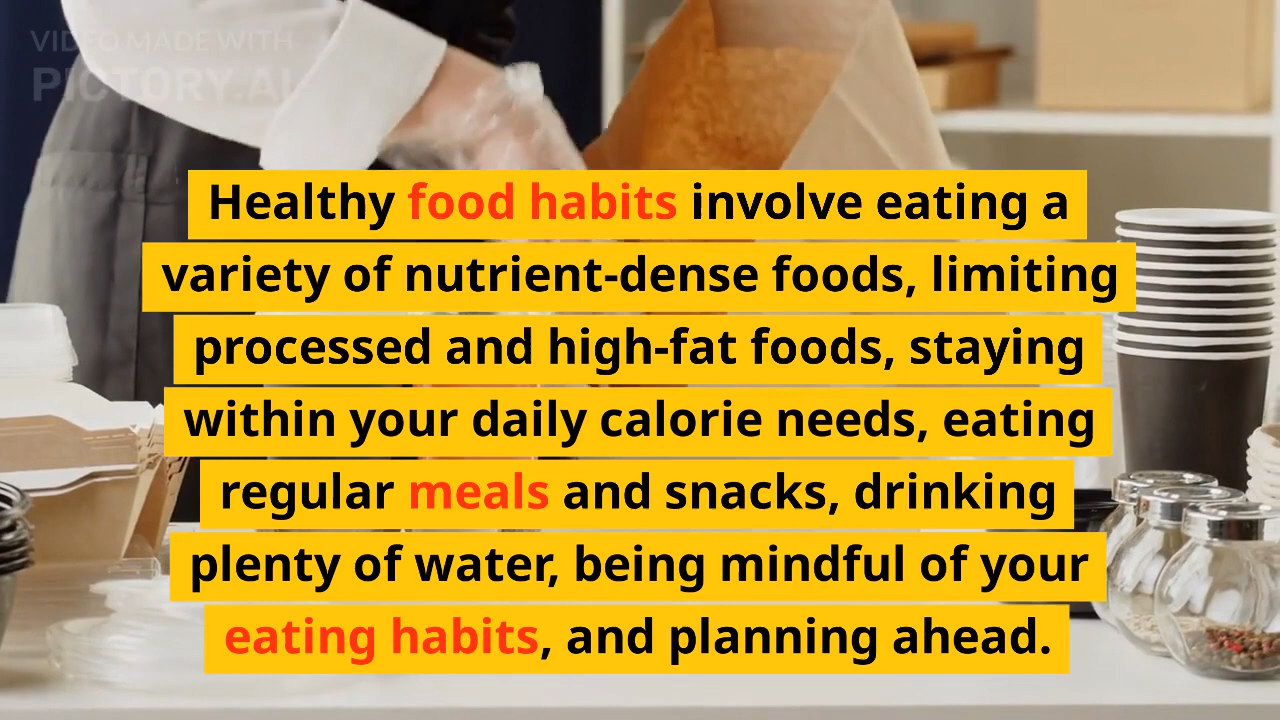 VIDEO MADE WITH
PICTORY.AI
Healthy food habits involve eating a
variety of nutrient-dense foods, limiting
processed and high-fat foods, staying
within your daily calorie needs, eating
regular meals and snacks, drinking
plenty of water, being mindful of your
eating habits, and planning ahead.